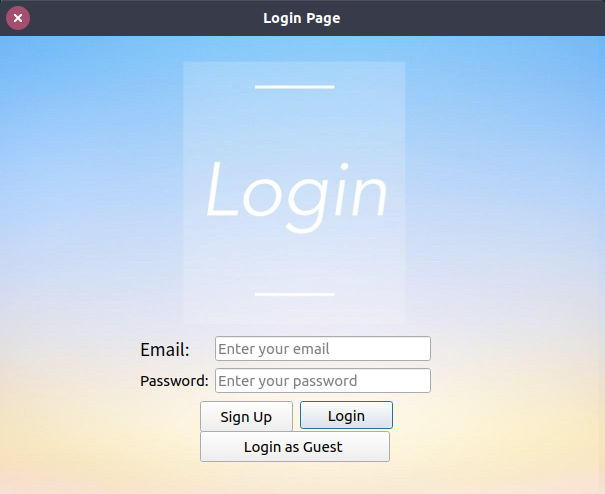 Login Page
Login
Email: Enter your email
Password: Enter your password
Sign Up Login
Login as Guest